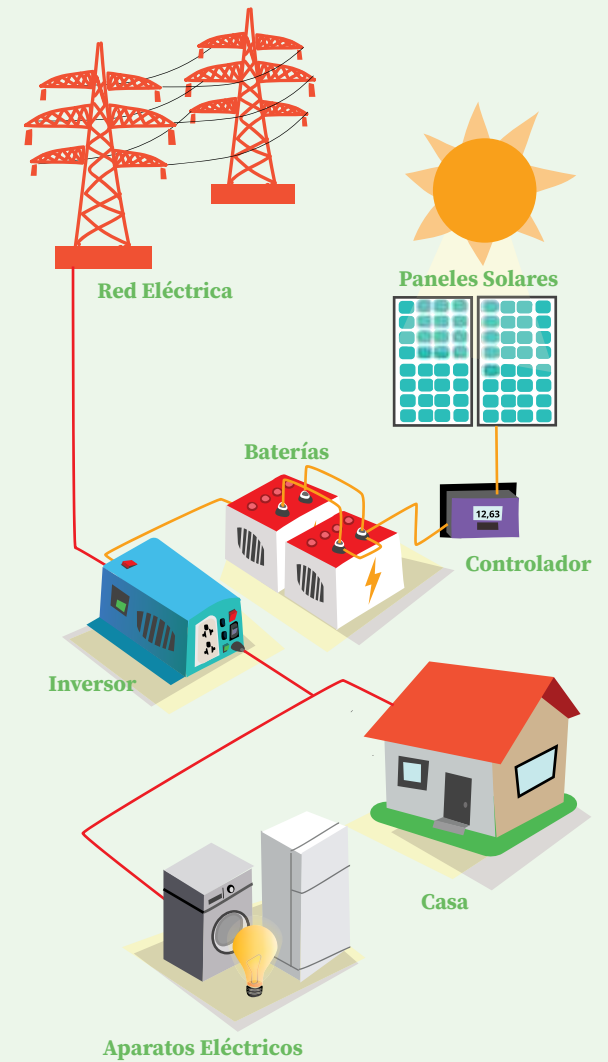 Paneles Solares
Red Eléctrica
Baterías
12,63
Controlador
Inversor
Casa
Aparatos Eléctricos